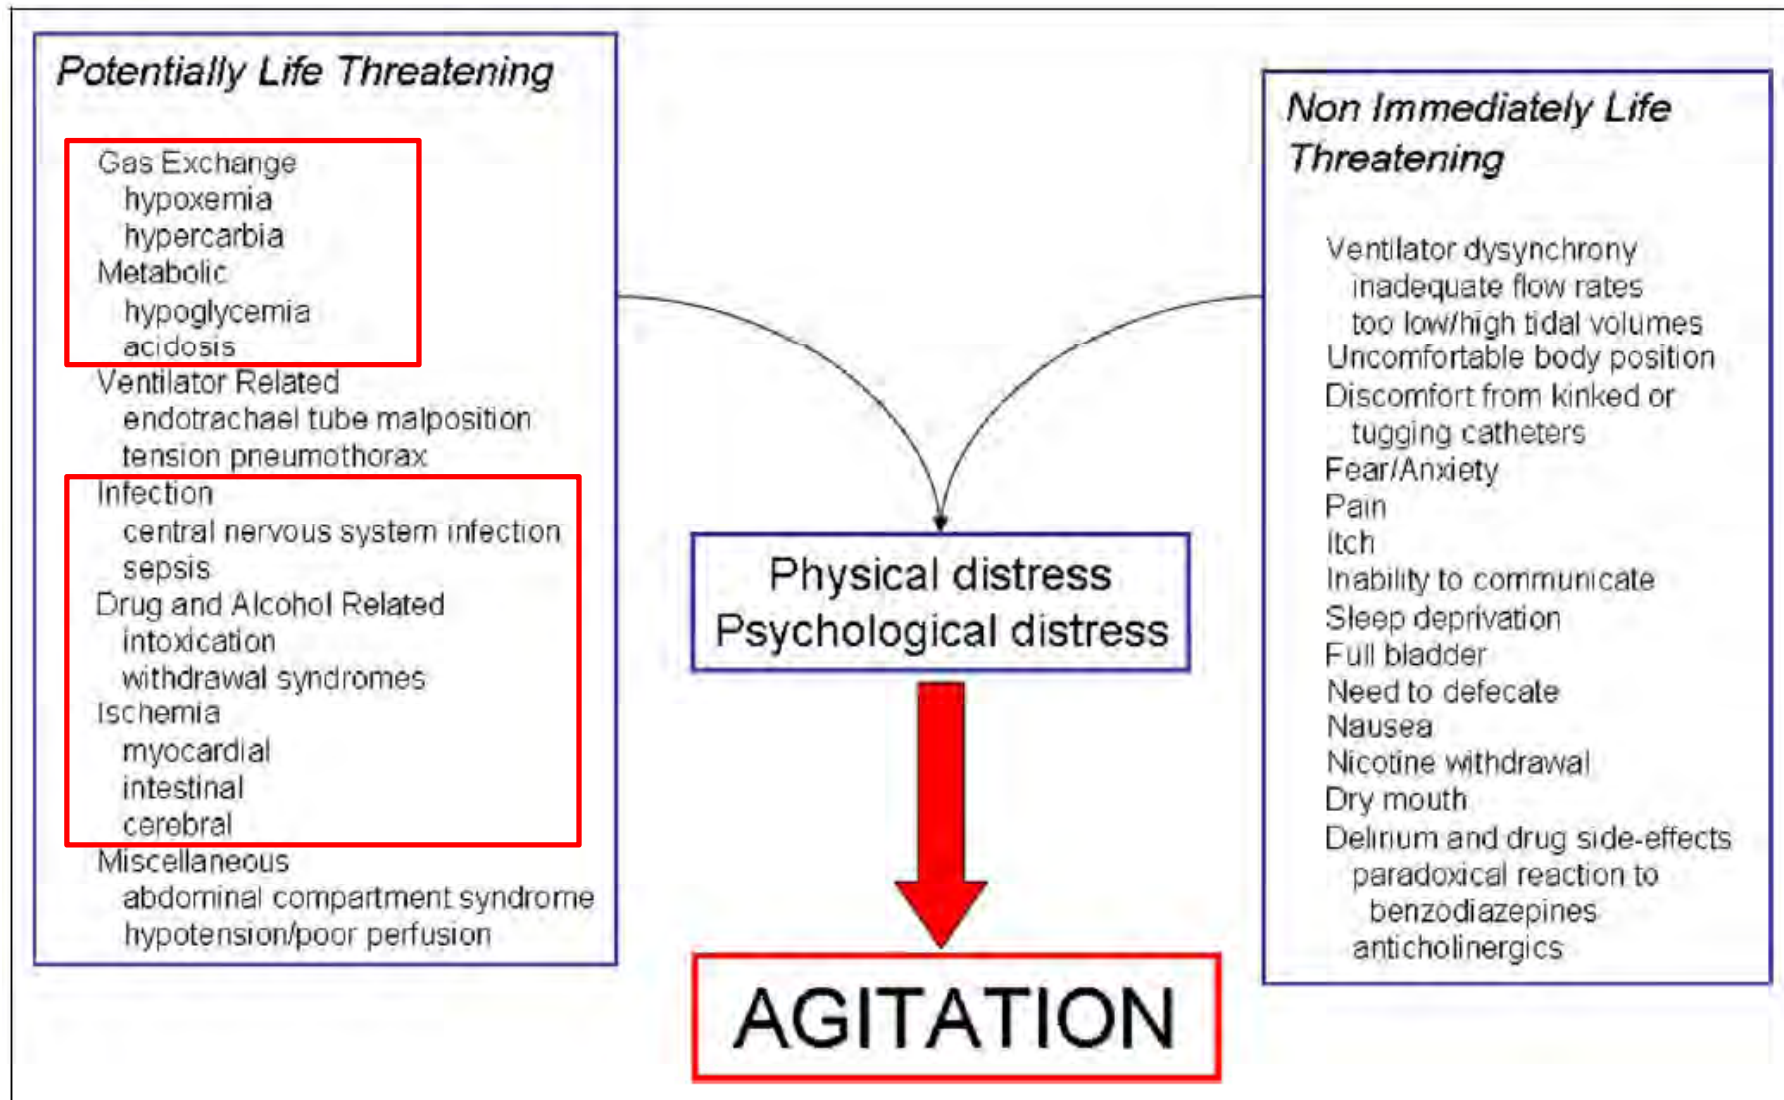 Potentially Life Threatening
Gas Exchange
hypoxemia
hypercarbia
Metabolic
hypoglycemia
acidosis
Ventilator Related
endotrachael tube malposition
tension pneumothorax
Infection
central nervous system infection
sepsis
Drug and Alcohol Related
intoxication
withdrawal syndromes
Ischemia
myocardial
intestinal
cerebral
Miscellaneous
abdominal compartment syndrome
hypotension/poor perfusion
Physical distress
Psychological distress
AGITATION
Non Immediately Life
Threatening
Ventilator dysynchrony
inadequate flow rates
too low/high tidal volumes
Uncomfortable body position
Discomfort from kinked or
tugging catheters
Fear/Anxiety
Pain
Itch
Inability to communicate
Sleep deprivation
Full bladder
Need to defecate
Nausea
Nicotine withdrawal
Dry mouth
Delirium and drug side-effects
paradoxical reaction to
benzodiazepines
anticholinergics